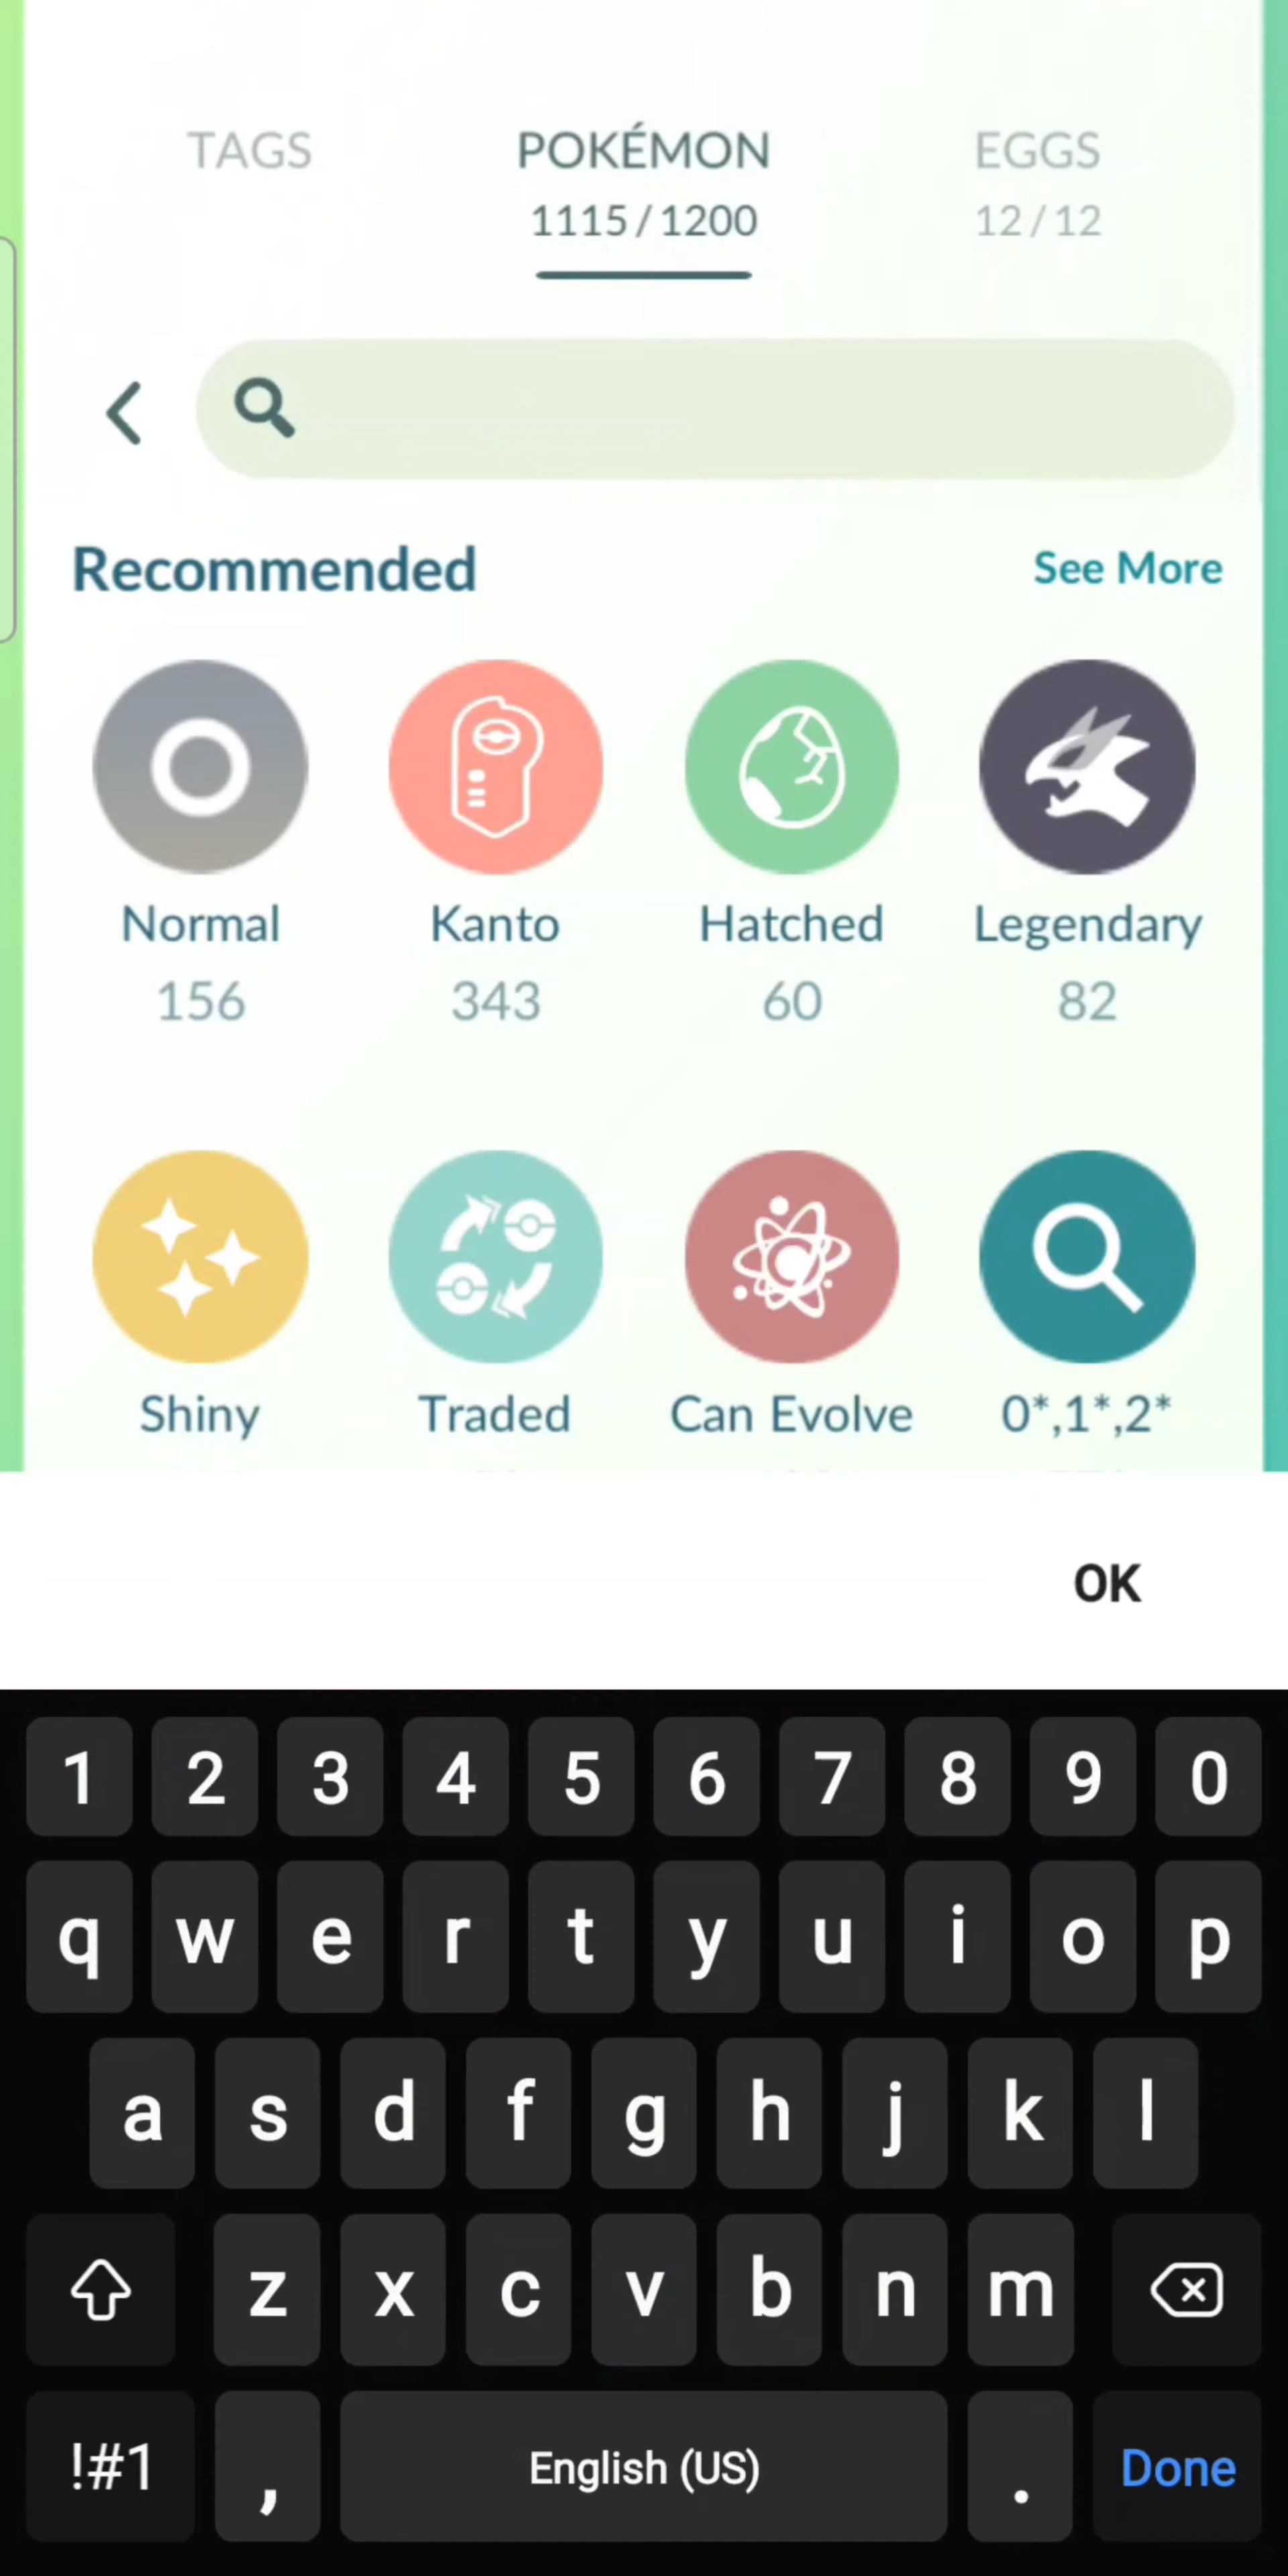 TAGS POKÉMON EGGS
1115/1200 12/12
Recommended See More
Normal Kanto Hatched Legendary
156 343 60 82
Shiny Traded Can Evolve 0*,1*,2*
OK
1 2 3 4 5 6 7 8 9 0
q w e r t y u i o p
a s d f g h j k l
z x c v b n m
!#1 , English (US) . Done